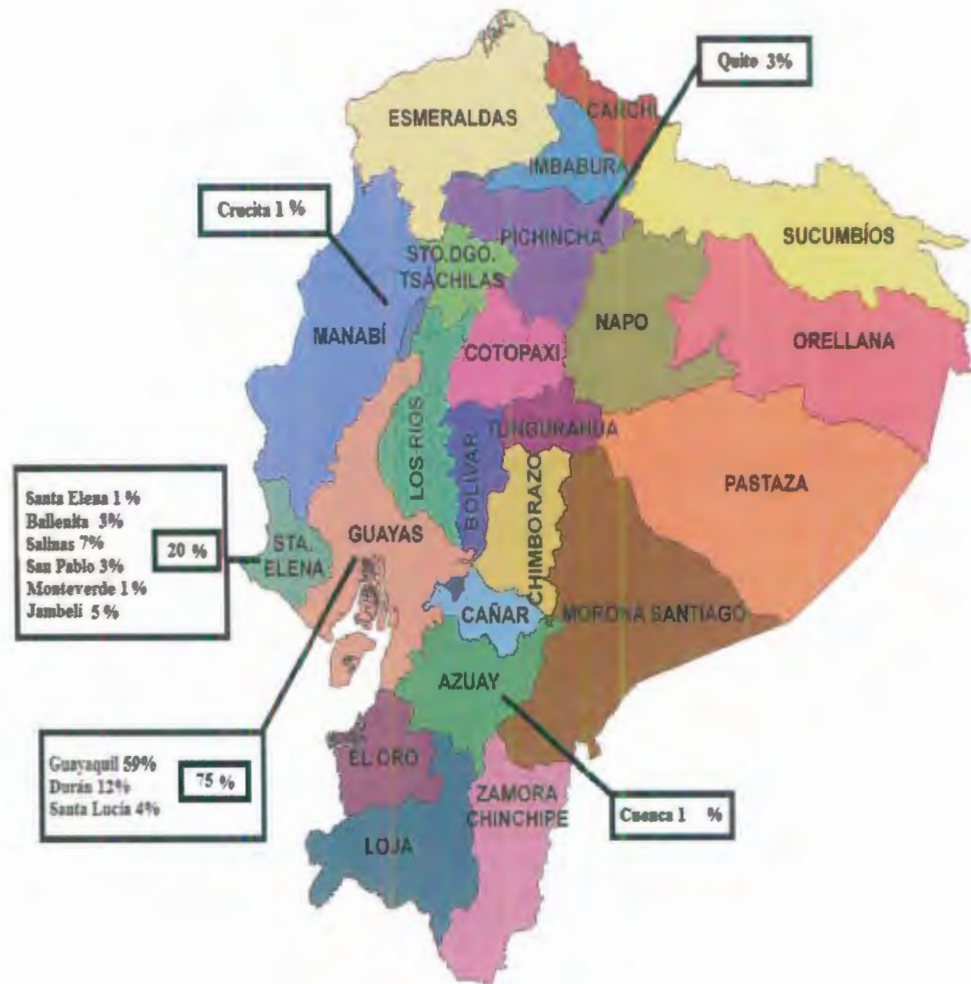 Quito 3%
CARCHI
ESMERALDAS
IMBABURA
Crucita 1 %
PICHINCHA
SUCUMBÍOS
STO.DGO.
TSÁCHILAS
MANABÍ
NAPO
ORELLANA
COTOPAXI
TUNGURAHUA
LOS RIOS
BOLIVAR
CHIMBORAZO
PASTAZA
Santa Elena 1 %
Ballenita 3%
Salinas 7%
San Pablo 3%
Monteverde 1 %
Jambelí 5 %
20 %
STA.
ELENA
GUAYAS
CAÑAR
MORONA SANTIAGO
AZUAY
Guayaquil 59%
Durán 12%
Santa Lucía 4%
75 %
EL ORO
ZAMORA
CHINCHIPE
Cuenca 1 %
LOJA